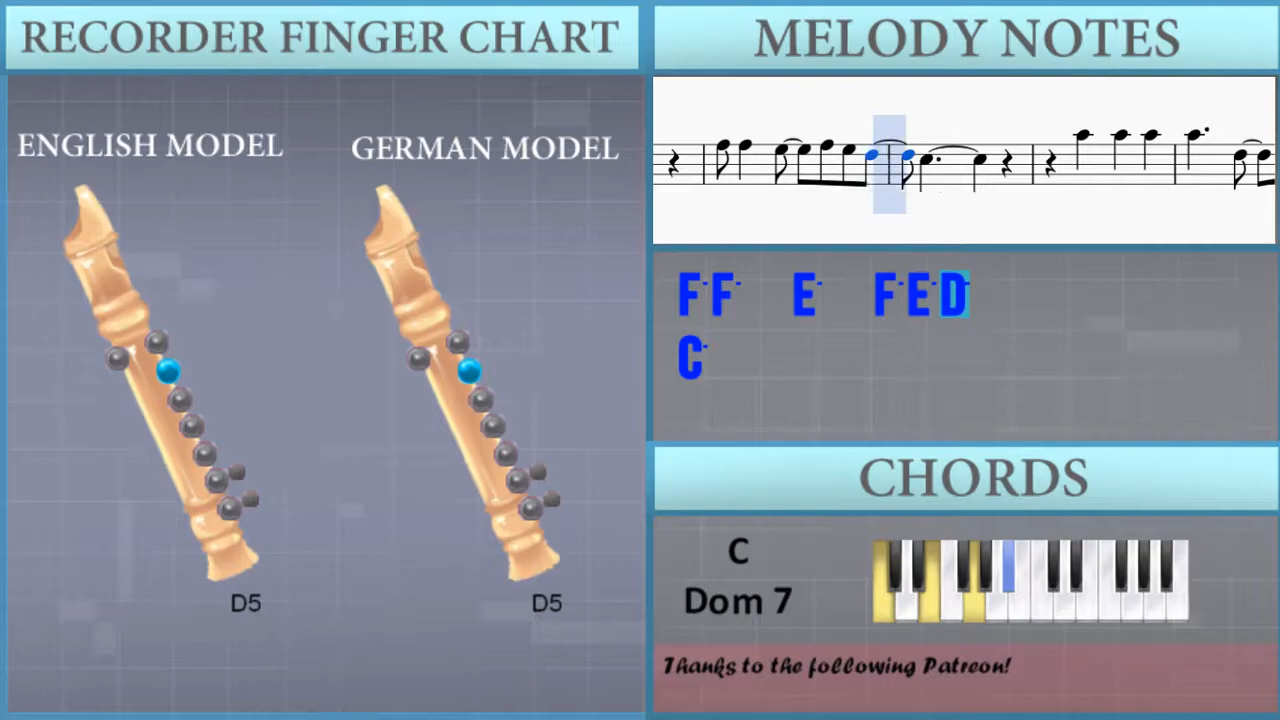 RECORDER FINGER CHART
ENGLISH MODEL
GERMAN MODEL
D5
D5
MELODY NOTES
F F E F E D
C
CHORDS
C
Dom 7
Thanks to the following Patreon!